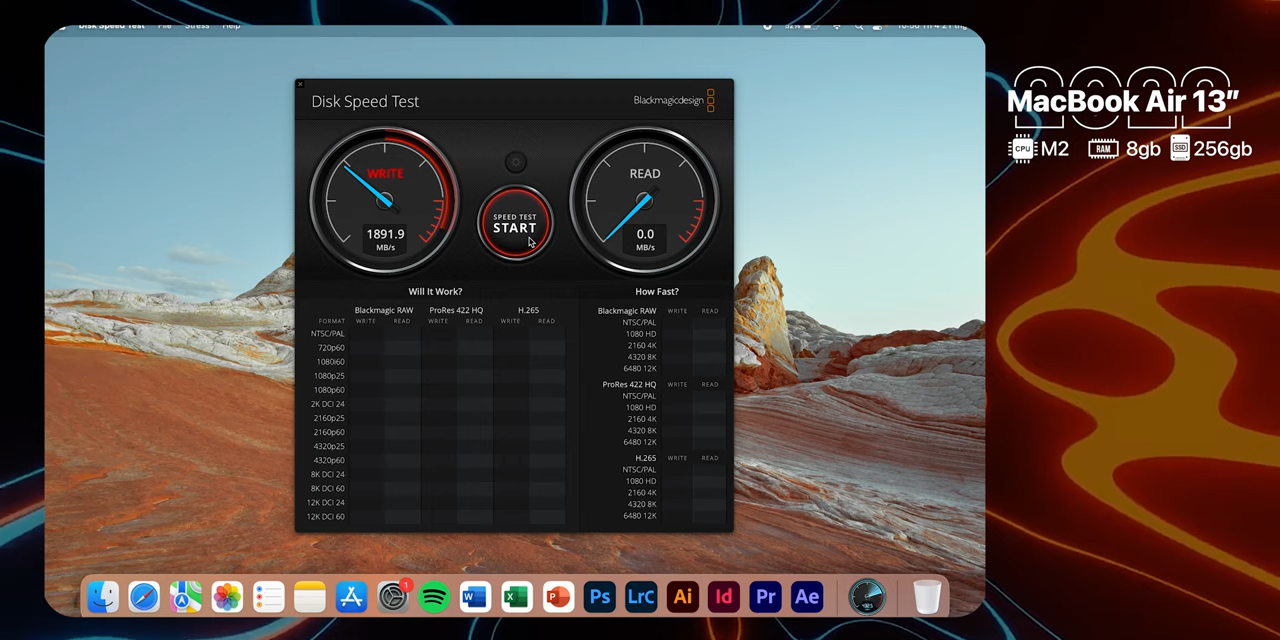 Disk Speed Test File Stress Help
Disk Speed Test
Blackmagicdesign
WRITE
1891.9
MB/s
SPEED TEST
START
READ
0.0
MB/s
Will It Work?
Blackmagic RAW ProRes 422 HQ H.265
FORMAT WRITE READ WRITE READ WRITE READ
NTSC/PAL
720p60
1080i60
1080p25
1080p60
2K DCI 24
2160p25
2160p60
4320p25
4320p60
8K DCI 24
8K DCI 60
12K DCI 24
12K DCI 60
How Fast?
Blackmagic RAW WRITE READ
NTSC/PAL
1080 HD
2160 4K
4320 8K
6480 12K
ProRes 422 HQ WRITE READ
NTSC/PAL
1080 HD
2160 4K
4320 8K
6480 12K
H.265 WRITE READ
NTSC/PAL
1080 HD
2160 4K
4320 8K
6480 12K
2022
MacBook Air 13"
CPU M2 RAM 8gb SSD 256gb
1
W X P Ps LrC Ai Id Pr Ae